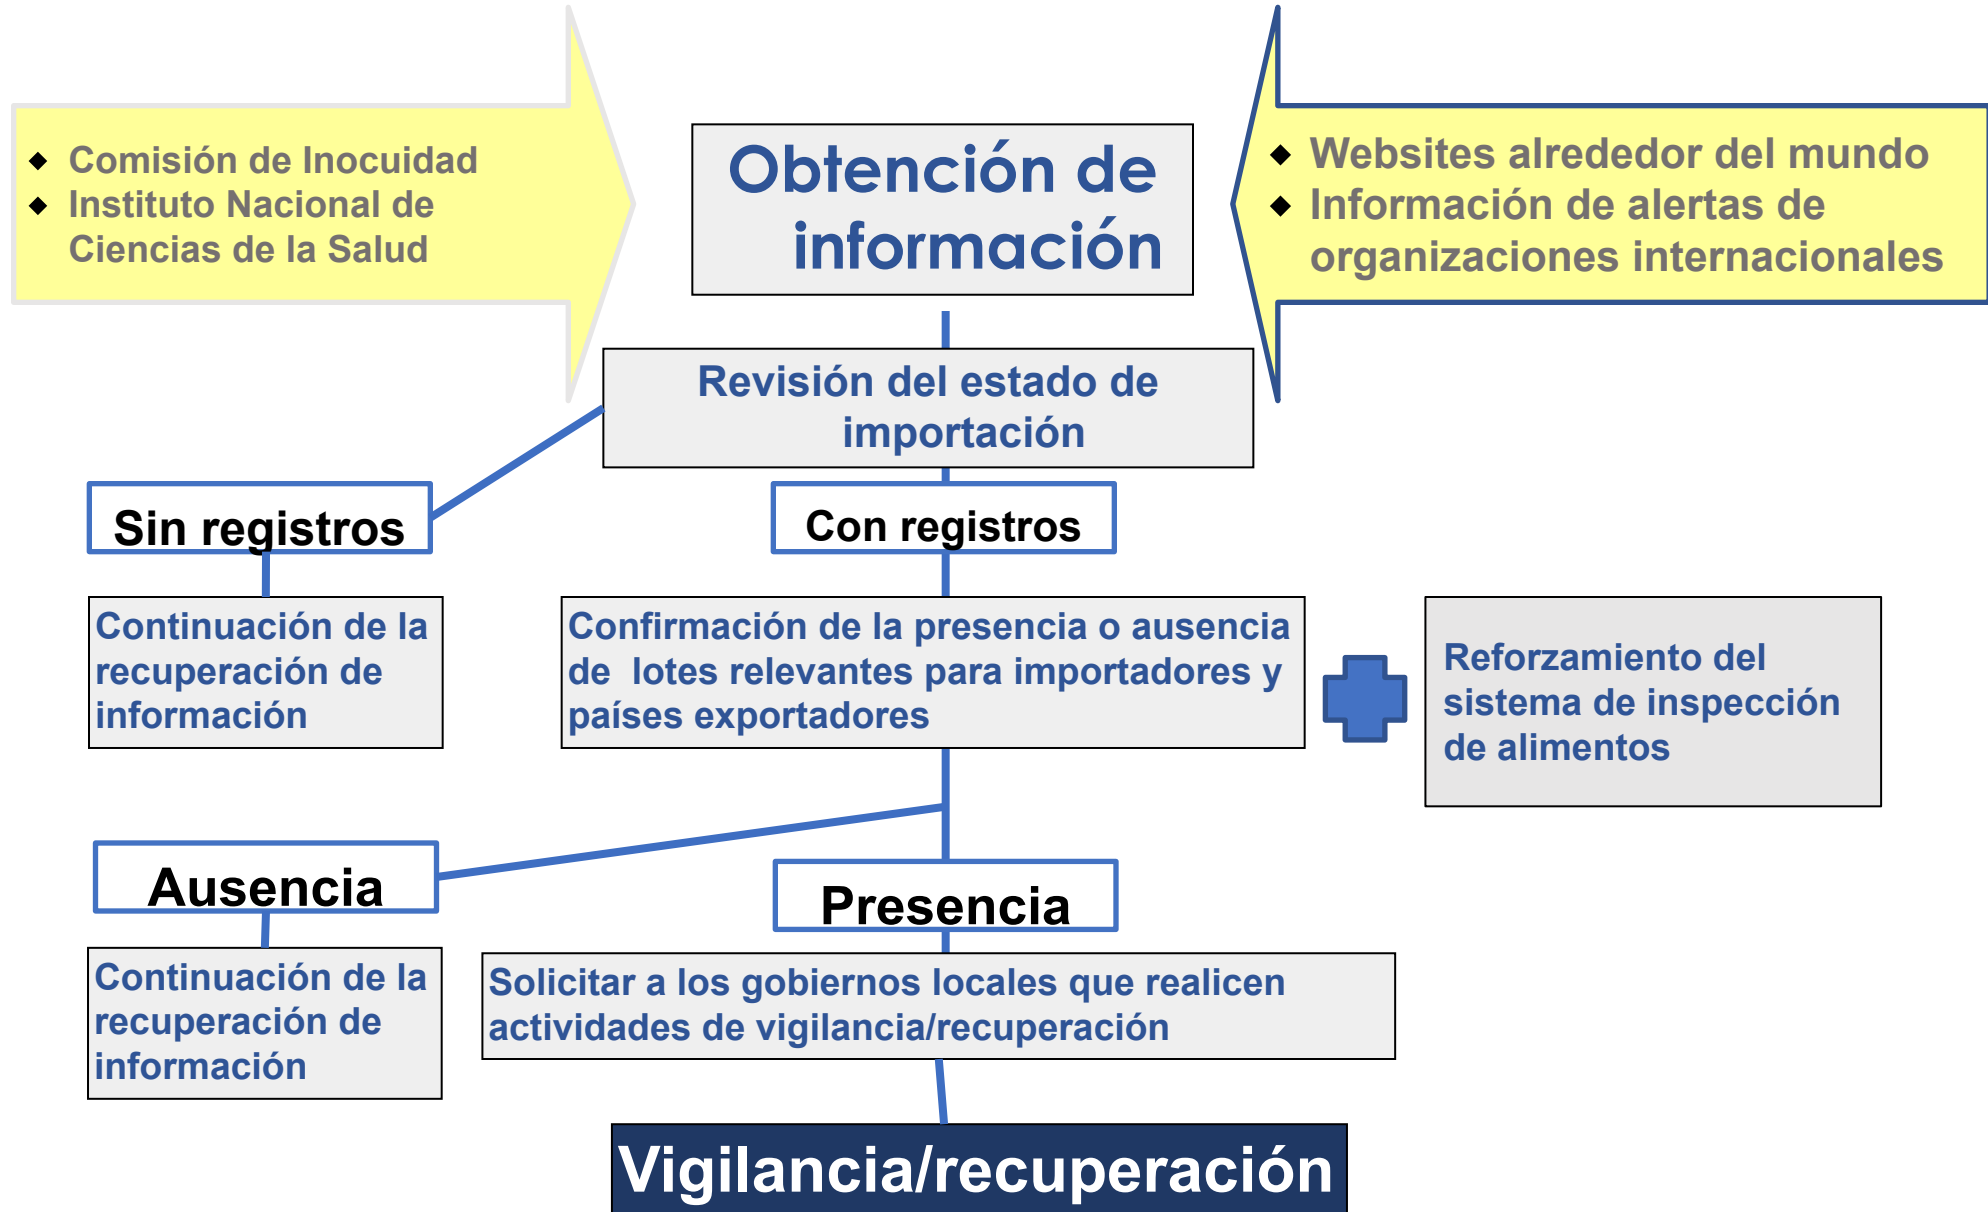 ◆ Comisión de Inocuidad
◆ Instituto Nacional de
Ciencias de la Salud
Obtención de
información
◆ Websites alrededor del mundo
◆ Información de alertas de
organizaciones internacionales
Revisión del estado de
importación
Sin registros
Con registros
Continuación de la
recuperación de
información
Confirmación de la presencia o ausencia
de lotes relevantes para importadores y
países exportadores
Reforzamiento del
sistema de inspección
de alimentos
Ausencia
Presencia
Continuación de la
recuperación de
información
Solicitar a los gobiernos locales que realicen
actividades de vigilancia/recuperación
Vigilancia/recuperación